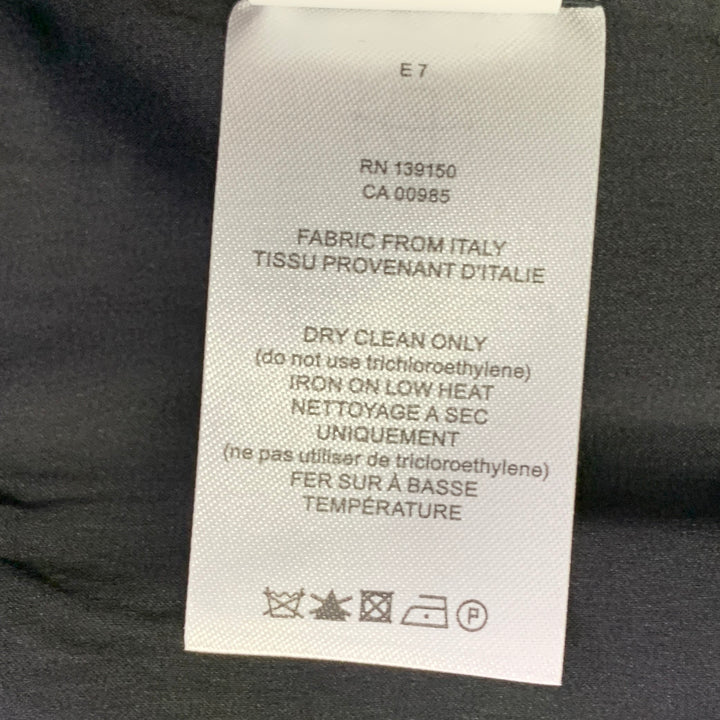 E 7
RN 139150
CA 00985
FABRIC FROM ITALY
TISSU PROVENANT D'ITALIE
DRY CLEAN ONLY
(do not use trichloroethylene)
IRON ON LOW HEAT
NETTOYAGE A SEC
UNIQUEMENT
(ne pas utiliser de tricloroethylene)
FER SUR À BASSE
TEMPÉRATURE
P